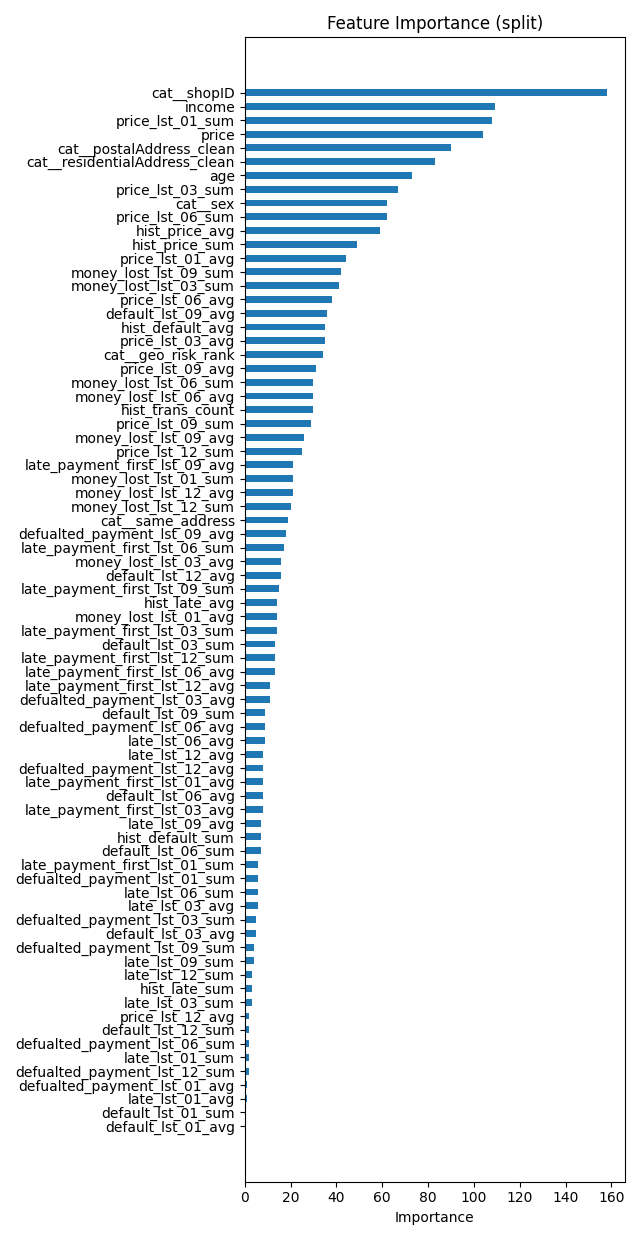 Feature Importance (split)
cat__shopID
income
price_lst_01_sum
price
cat__postalAddress_clean
cat__residentialAddress_clean
age
price_lst_03_sum
cat__sex
price_lst_06_sum
hist_price_avg
hist_price_sum
price_lst_01_avg
money_lost_lst_09_sum
money_lost_lst_03_sum
price_lst_06_avg
default_lst_09_avg
hist_default_avg
price_lst_03_avg
cat__geo_risk_rank
price_lst_09_avg
money_lost_lst_06_sum
money_lost_lst_06_avg
hist_trans_count
price_lst_09_sum
money_lost_lst_09_avg
price_lst_12_sum
late_payment_first_lst_09_avg
money_lost_lst_01_sum
money_lost_lst_12_avg
money_lost_lst_12_sum
cat__same_address
defualted_payment_lst_09_avg
late_payment_first_lst_06_sum
money_lost_lst_03_avg
default_lst_12_avg
late_payment_first_lst_09_sum
hist_late_avg
money_lost_lst_01_avg
late_payment_first_lst_03_sum
default_lst_03_sum
late_payment_first_lst_12_sum
late_payment_first_lst_06_avg
late_payment_first_lst_12_avg
defualted_payment_lst_03_avg
default_lst_09_sum
defualted_payment_lst_06_avg
late_lst_06_avg
late_lst_12_avg
defualted_payment_lst_12_avg
late_payment_first_lst_01_avg
default_lst_06_avg
late_payment_first_lst_03_avg
late_lst_09_avg
hist_default_sum
default_lst_06_sum
late_payment_first_lst_01_sum
defualted_payment_lst_01_sum
late_lst_06_sum
late_lst_03_avg
defualted_payment_lst_03_sum
default_lst_03_avg
defualted_payment_lst_09_sum
late_lst_09_sum
late_lst_12_sum
hist_late_sum
late_lst_03_sum
price_lst_12_avg
default_lst_12_sum
defualted_payment_lst_06_sum
late_lst_01_sum
defualted_payment_lst_12_sum
defualted_payment_lst_01_avg
late_lst_01_avg
default_lst_01_sum
default_lst_01_avg
0 20 40 60 80 100 120 140 160
Importance